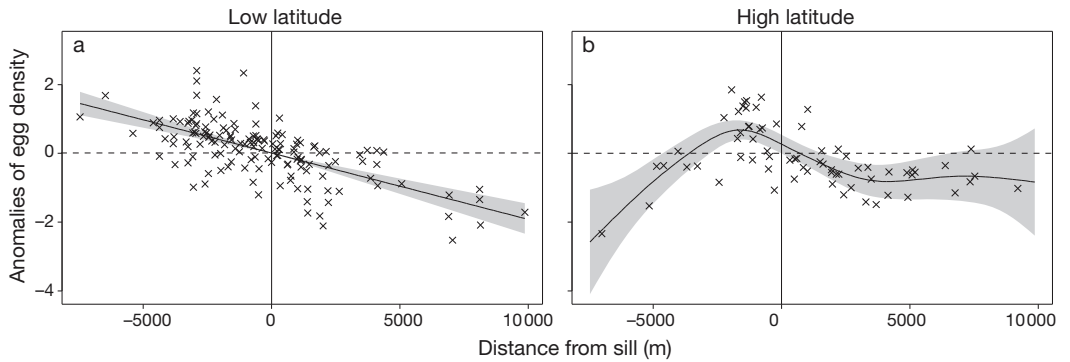 Low latitude
High latitude
a
b
Anomalies of egg density
2
0
−2
−4
−5000 0 5000 10000
−5000 0 5000 10000
Distance from sill (m)